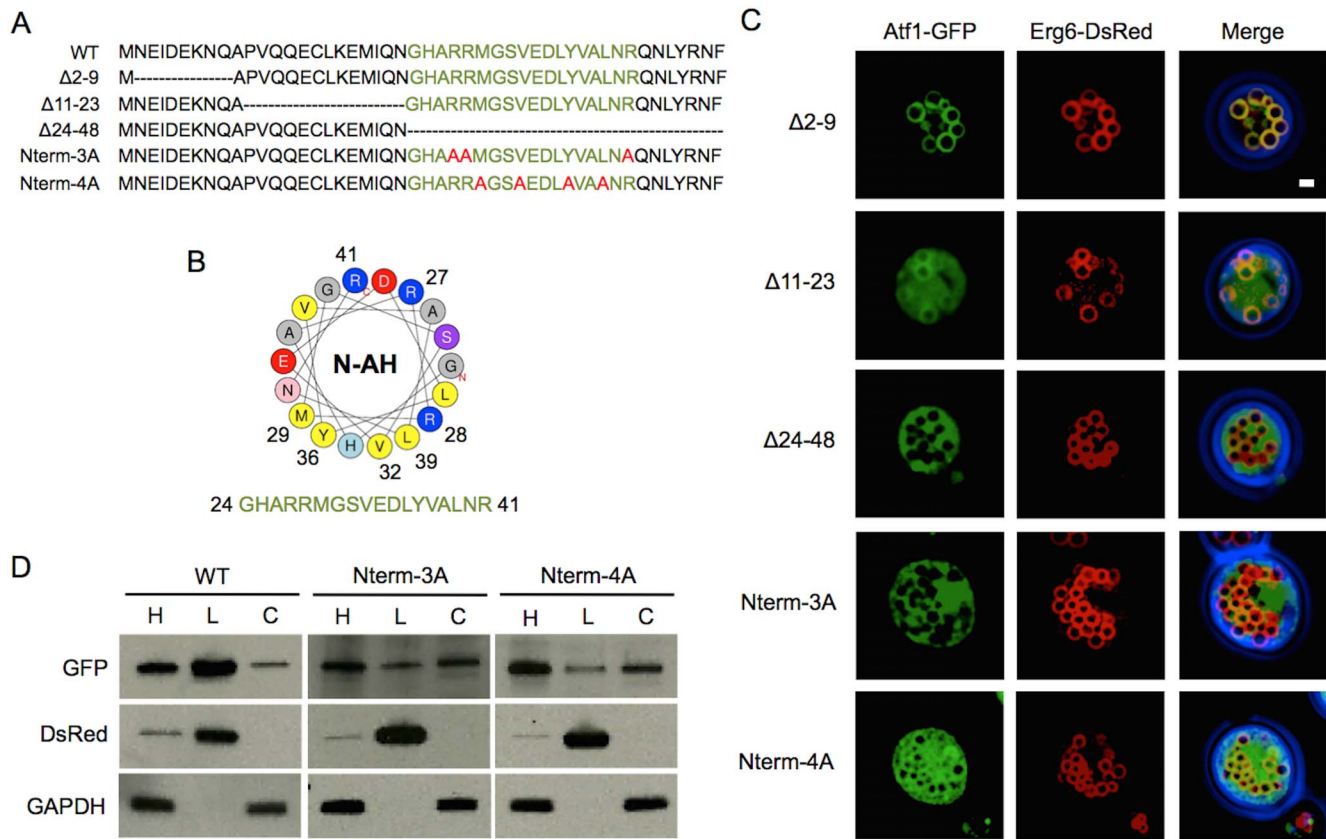 A
WT MNEIDEKNQAPVQQECLKEMIQNGHARRMGSVEDLYVALNRQNLYRNF
Δ2-9 M----------------APVQQECLKEMIQNGHARRMGSVEDLYVALNRQNLYRNF
Δ11-23 MNEIDEKNQA--------------------------GHARRMGSVEDLYVALNRQNLYRNF
Δ24-48 MNEIDEKNQAPVQQECLKEMIQN--------------------------------------------------
Nterm-3A MNEIDEKNQAPVQQECLKEMIQNGHAAAMGSVEDLYVALNAQNLYRNF
Nterm-4A MNEIDEKNQAPVQQECLKEMIQNGHARRAGSAEDLAVAANRQNLYRNF
B
41 27
G R C D R
V A
A S
E N-AH G N
N L
M R
29 Y H V L 28
36 32 39
24 GHARRMGSVEDLYVALNR 41
C
Atf1-GFP Erg6-DsRed Merge
Δ2-9
Δ11-23
Δ24-48
Nterm-3A
Nterm-4A
D
WT Nterm-3A Nterm-4A
H L C H L C H L C
GFP
DsRed
GAPDH